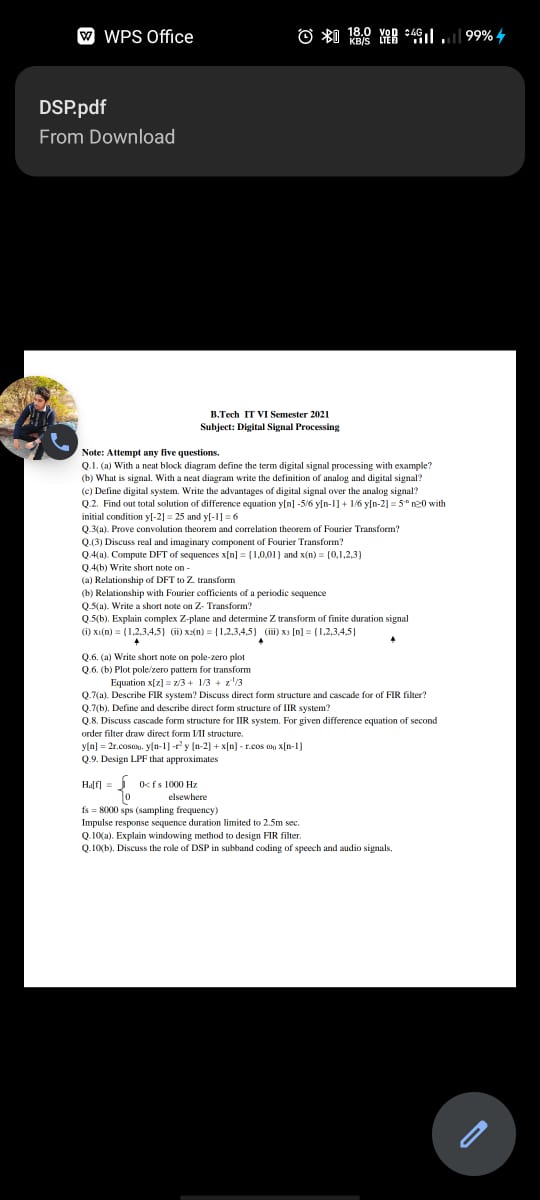 WPS Office
18.0 KB/S VoD LTE 4G 99%
DSP.pdf
From Download
B.Tech IT VI Semester 2021
Subject: Digital Signal Processing
Note: Attempt any five questions.
Q.1. (a) With a neat block diagram define the term digital signal processing with example?
(b) What is signal. With a neat diagram write the definition of analog and digital signal?
(c) Define digital system. Write the advantages of digital signal over the analog signal?
Q.2. Find out total solution of difference equation y[n] -5/6 y[n-1] + 1/6 y[n-2] = 5ⁿ n≥0 with
initial condition y[-2] = 25 and y[-1] = 6
Q.3(a). Prove convolution theorem and correlation theorem of Fourier Transform?
Q.(3) Discuss real and imaginary component of Fourier Transform?
Q.4(a). Compute DFT of sequences x[n] = {1,0,01} and x(n) = {0,1,2,3}
Q.4(b) Write short note on -
(a) Relationship of DFT to Z. transform
(b) Relationship with Fourier cofficients of a periodic sequence
Q.5(a). Write a short note on Z- Transform?
Q.5(b). Explain complex Z-plane and determine Z transform of finite duration signal
(i) x₁(n) = {1,2,3,4,5} (ii) x₂(n) = {1,2,3,4,5} (iii) x₃ [n] = {1,2,3,4,5}
Q.6. (a) Write short note on pole-zero plot
Q.6. (b) Plot pole/zero pattern for transform
Equation x[z] = z/3 + 1/3 + z⁻¹/3
Q.7(a). Describe FIR system? Discuss direct form structure and cascade for of FIR filter?
Q.7(b). Define and describe direct form structure of IIR system?
Q.8. Discuss cascade form structure for IIR system. For given difference equation of second
order filter draw direct form I/II structure.
y[n] = 2r.cosω₀. y[n-1] -r² y [n-2] + x[n] - r.cos ω₀ x[n-1]
Q.9. Design LPF that approximates
Hd[f] = { 0< f ≤ 1000 Hz
0 elsewhere
fs = 8000 sps (sampling frequency)
Impulse response sequence duration limited to 2.5m sec.
Q.10(a). Explain windowing method to design FIR filter.
Q.10(b). Discuss the role of DSP in subband coding of speech and audio signals.